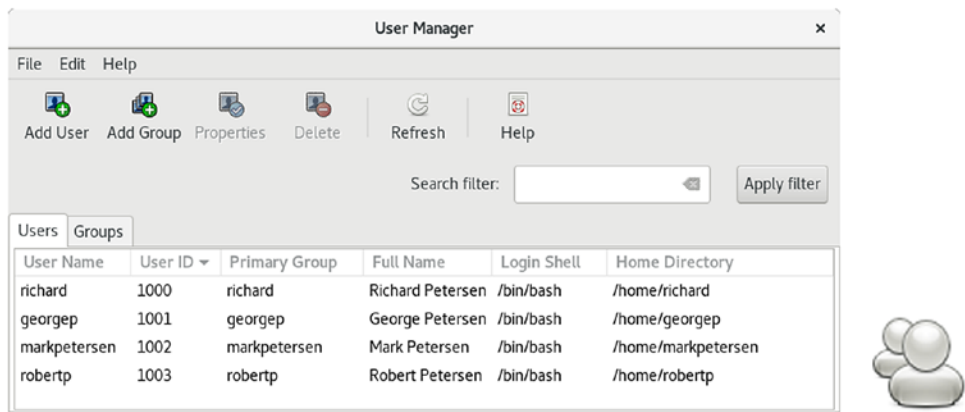 User Manager ×
File Edit Help
Add User Add Group Properties Delete Refresh Help
Search filter: Apply filter
Users Groups
User Name User ID Primary Group Full Name Login Shell Home Directory
richard 1000 richard Richard Petersen /bin/bash /home/richard
georgep 1001 georgep George Petersen /bin/bash /home/georgep
markpetersen 1002 markpetersen Mark Petersen /bin/bash /home/markpetersen
robertp 1003 robertp Robert Petersen /bin/bash /home/robertp